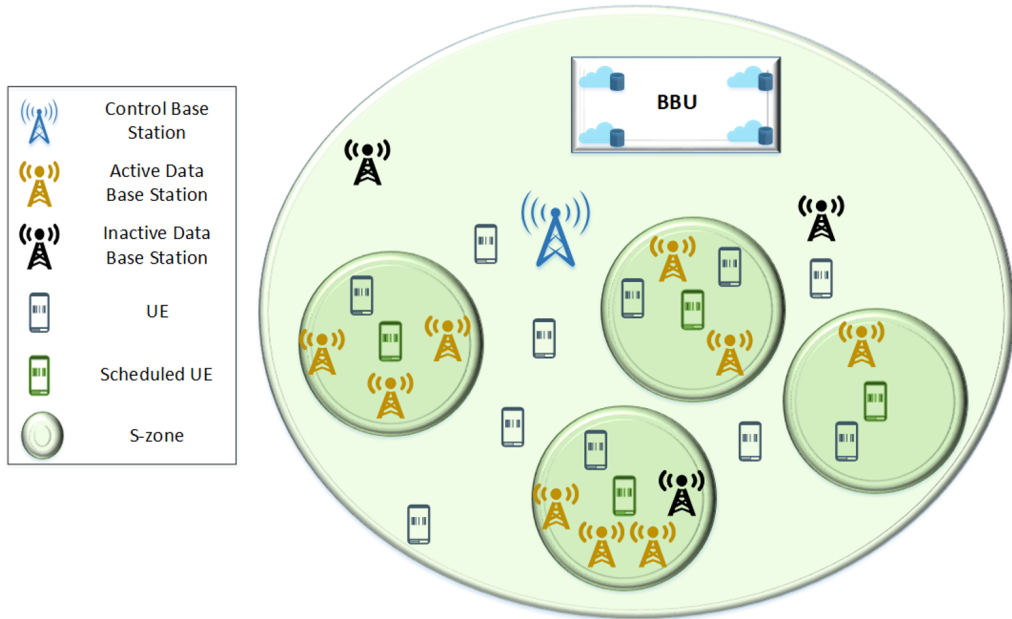 Control Base
Station
Active Data
Base Station
Inactive Data
Base Station
UE
Scheduled UE
S-zone
BBU